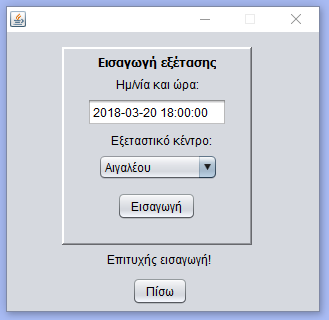 Εισαγωγή εξέτασης
Ημ/νία και ώρα:
2018-03-20 18:00:00
Εξεταστικό κέντρο:
Αιγαλέου
Εισαγωγή
Επιτυχής εισαγωγή!
Πίσω